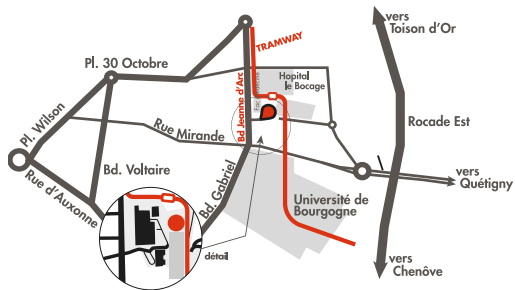 vers
Toison d'Or
TRAMWAY
Pl. 30 Octobre
Hopital
le Bocage
Bd Jeanne d'Arc
Pl. Wilson
Rue Mirande
Rocade Est
Bd. Voltaire
Rue d'Auxonne
Bd. Gabriel
vers
Quétigny
Université de
Bourgogne
détail
vers
Chenôve